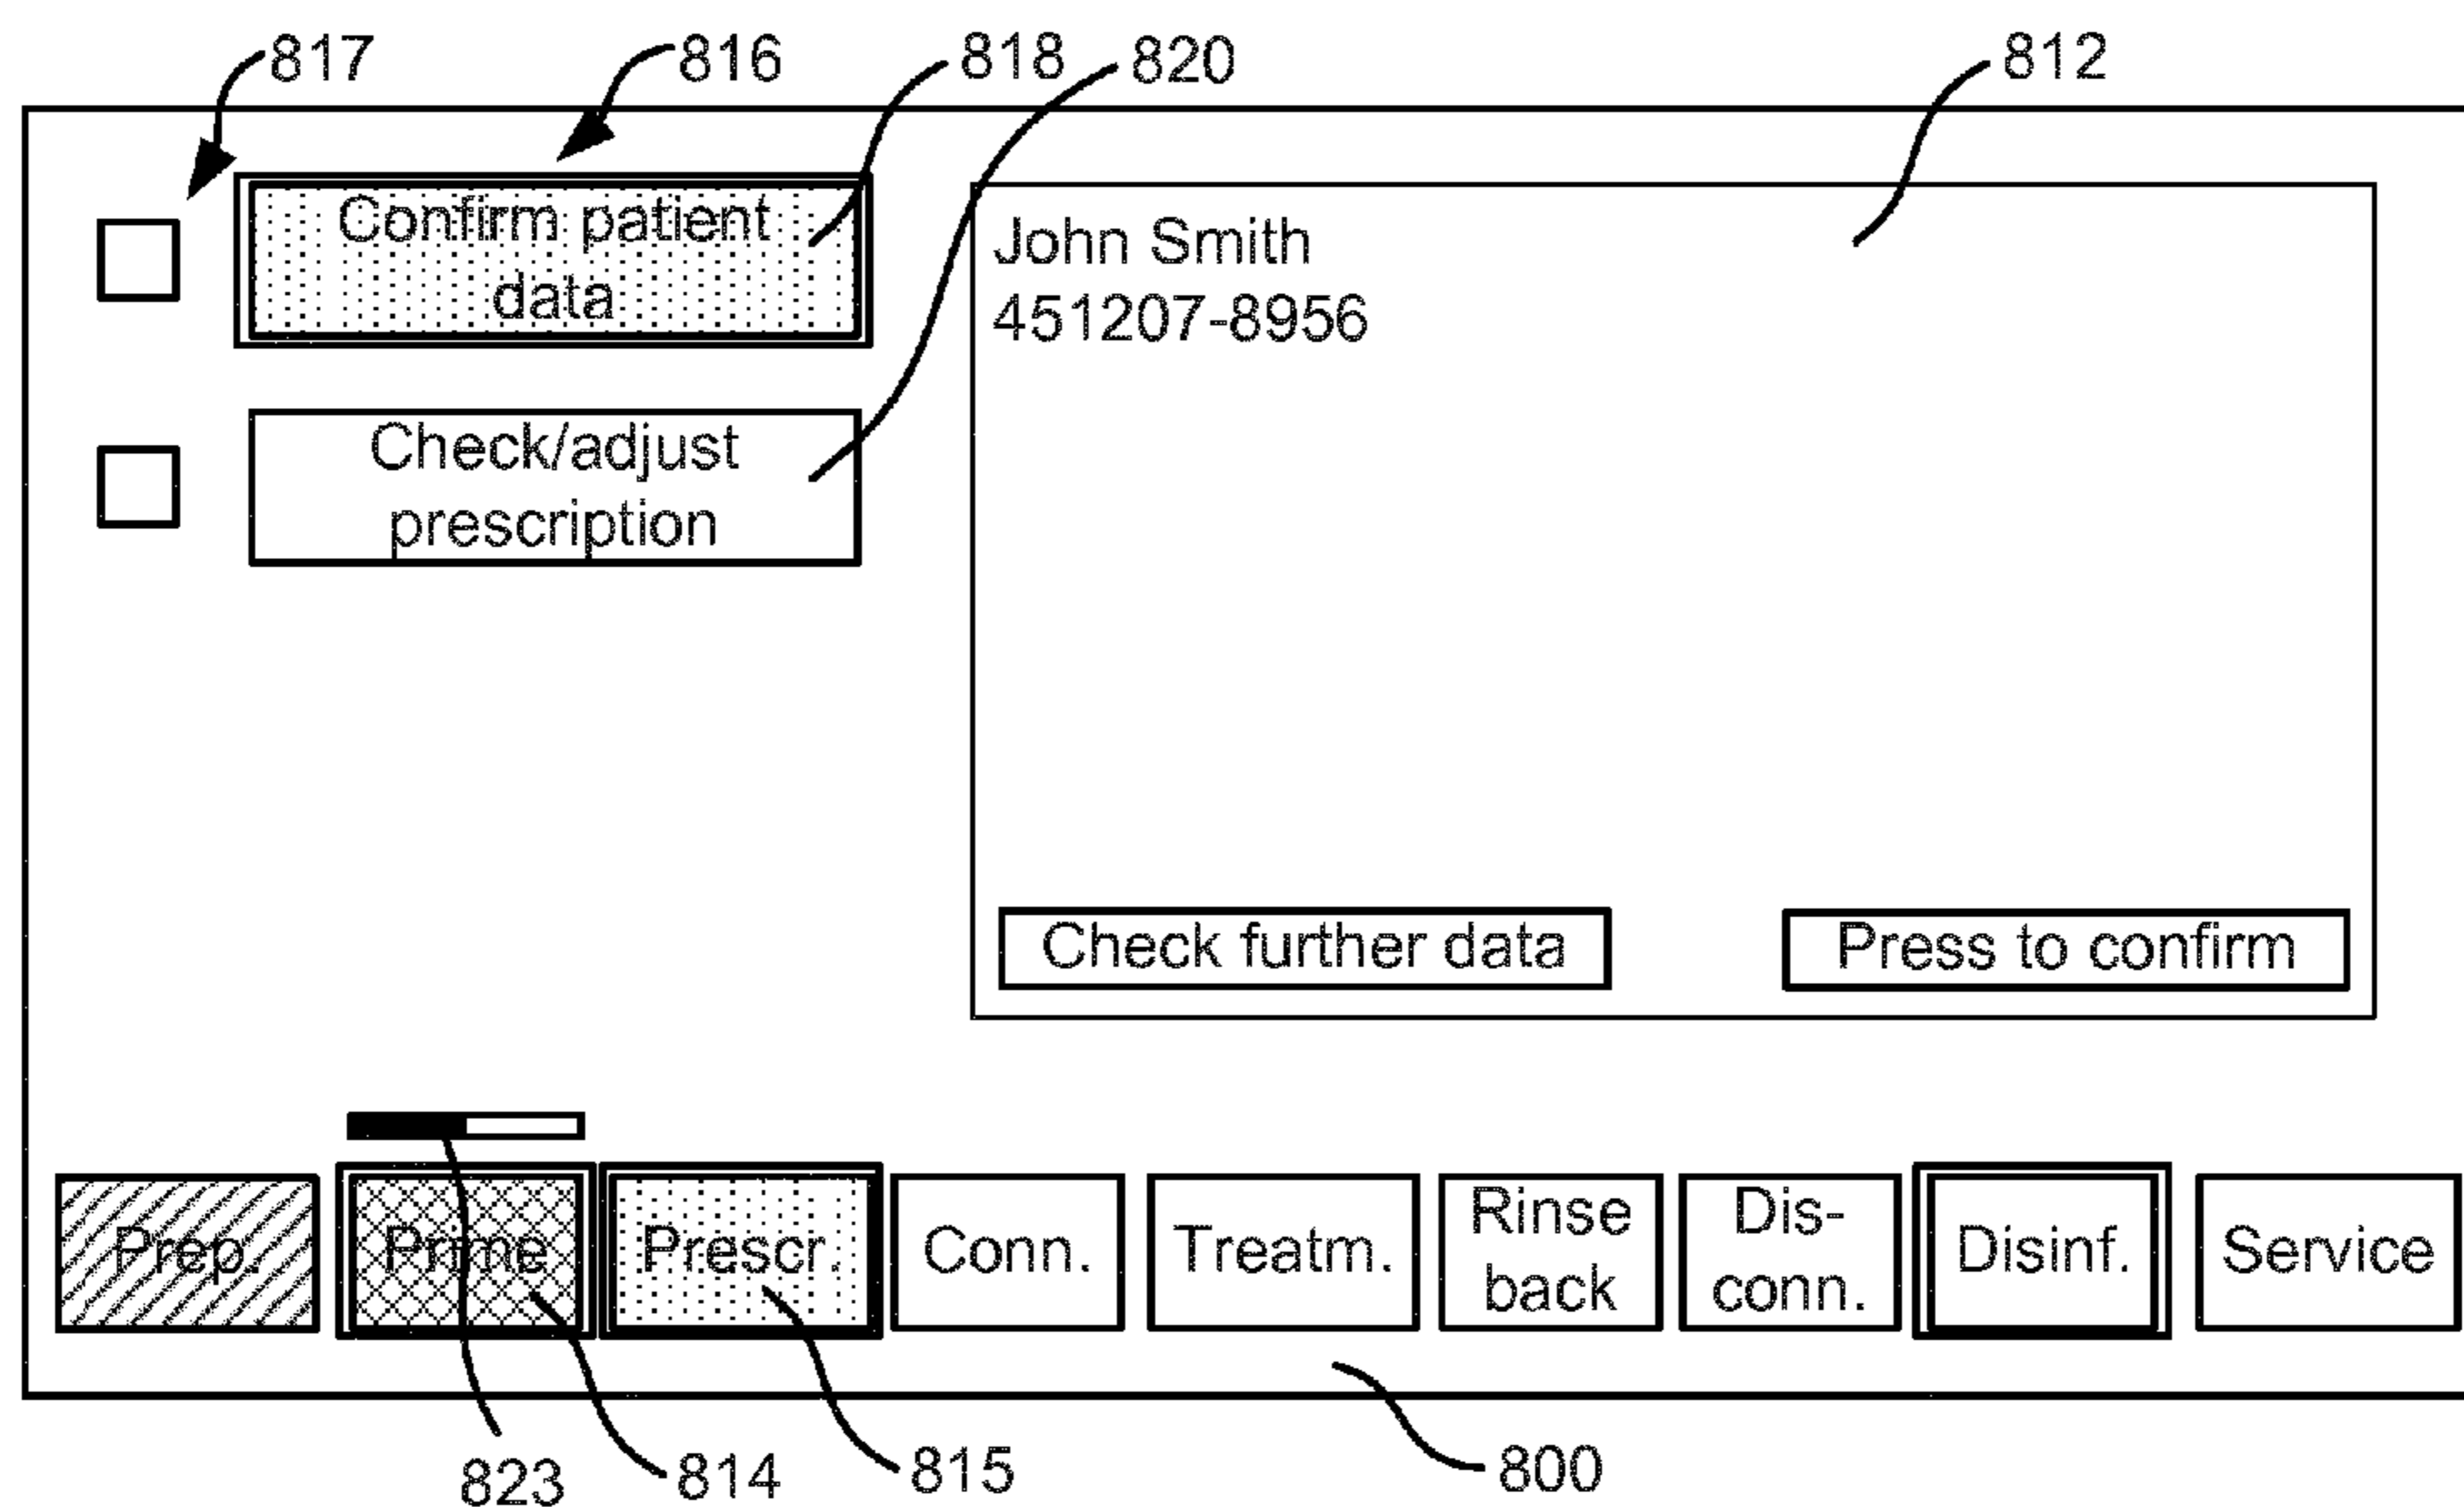 817
816
818
820
812
Confirm patient
data
John Smith
451207-8956
Check/adjust
prescription
Check further data
Press to confirm
Prep.
Prime
Prescr.
Conn.
Treatm.
Rinse
back
Dis-
conn.
Disinf.
Service
823
814
815
800